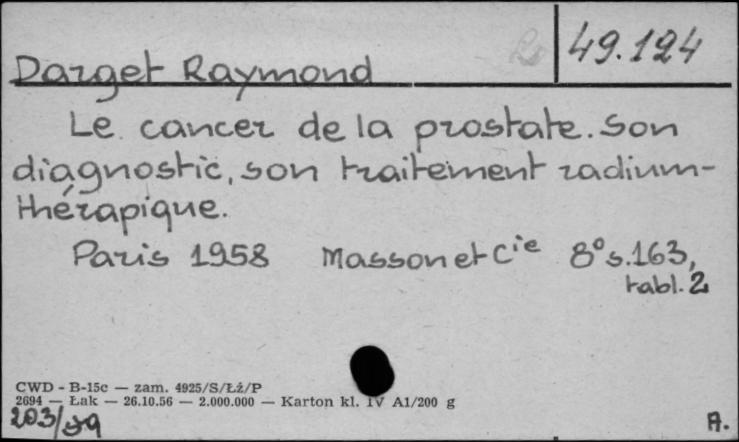 49.124
Darget Raymond
Le cancer de la prostate. Son
diagnostic, son traitement radium-
thérapique.
Paris 1958 Masson et Cie 8° s.163,
tabl. 2
CWD - B-15c — zam. 4925/S/Łż/P
2694 — Łak — 26.10.56 — 2.000.000 — Karton kl. IV A1/200 g
203/59
A.